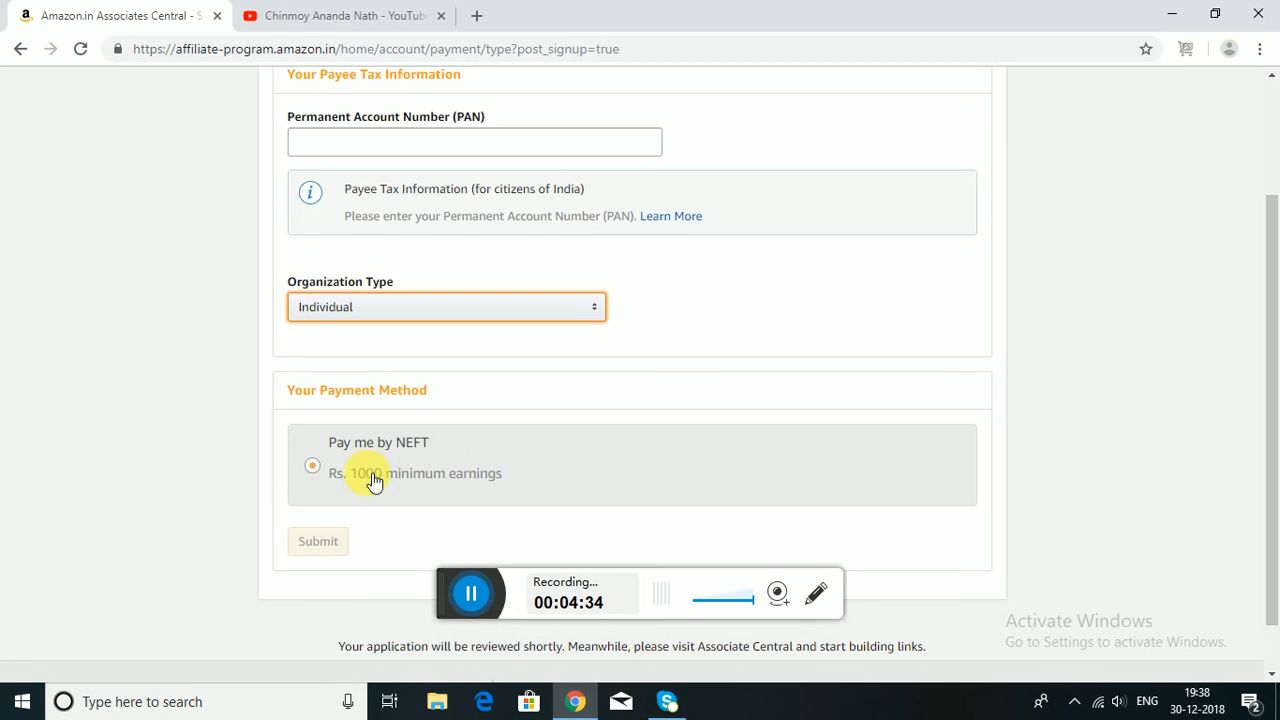 Amazon.in Associates Central - S
Chinmoy Ananda Nath - YouTube
https://affiliate-program.amazon.in/home/account/payment/type?post_signup=true
Your Payee Tax Information
Permanent Account Number (PAN)
Payee Tax Information (for citizens of India)
Please enter your Permanent Account Number (PAN). Learn More
Organization Type
Individual
Your Payment Method
Pay me by NEFT
Rs. 1000 minimum earnings
Submit
Recording...
00:04:34
Activate Windows
Go to Settings to activate Windows.
Your application will be reviewed shortly. Meanwhile, please visit Associate Central and start building links.
Type here to search
ENG
19:38
30-12-2018
2